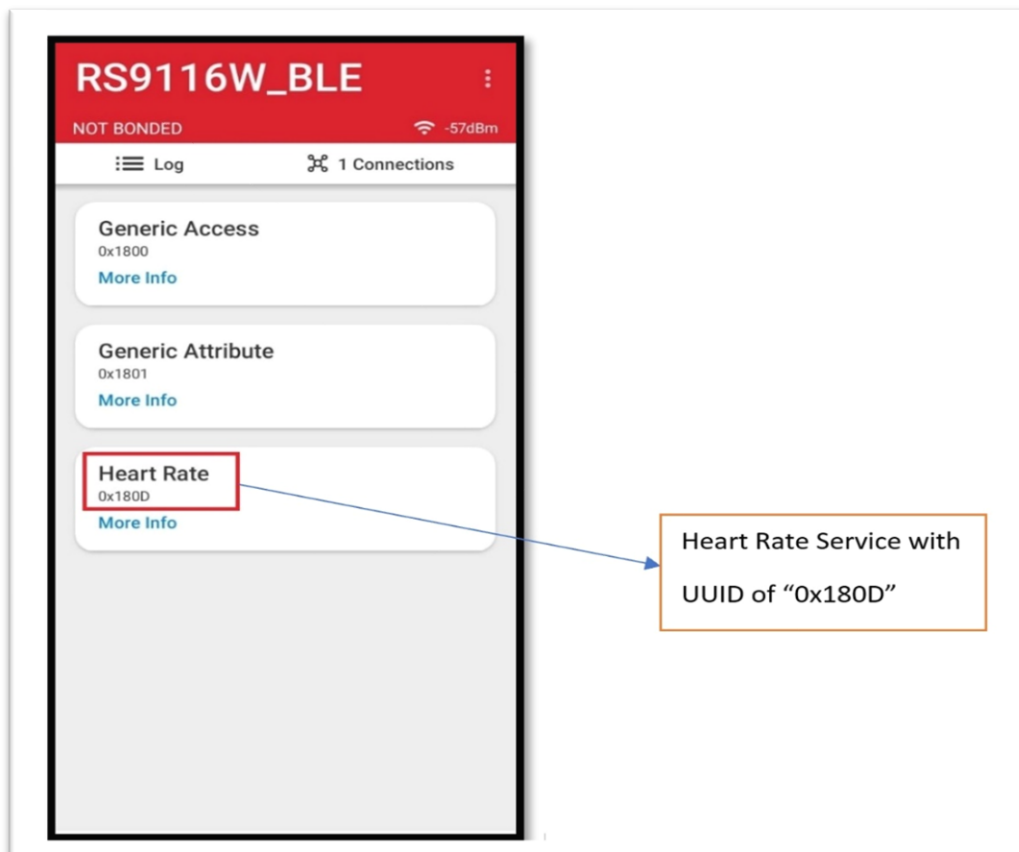 RS9116W_BLE
NOT BONDED -57dBm
Log 1 Connections
Generic Access
0x1800
More Info
Generic Attribute
0x1801
More Info
Heart Rate
0x180D
More Info
Heart Rate Service with
UUID of “0x180D”